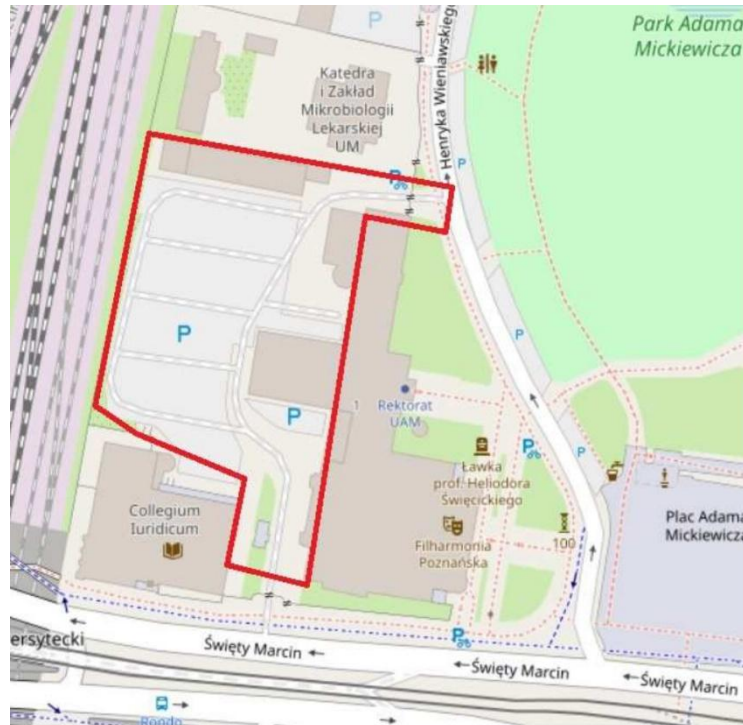 P
Park Adama
Mickiewicza
Katedra
i Zakład
Mikrobiologii
Lekarskiej
UM
Henryka Wieniawskiego
P
P
P
P
1
Rektorat
UAM
P
Ławka
prof. Heliodora
Święcickiego
Collegium
Iuridicum
Filharmonia
Poznańska
100
Plac Adama
Mickiewicza
ersytecki
Święty Marcin
Święty Marcin
Święty Marcin
Rondo